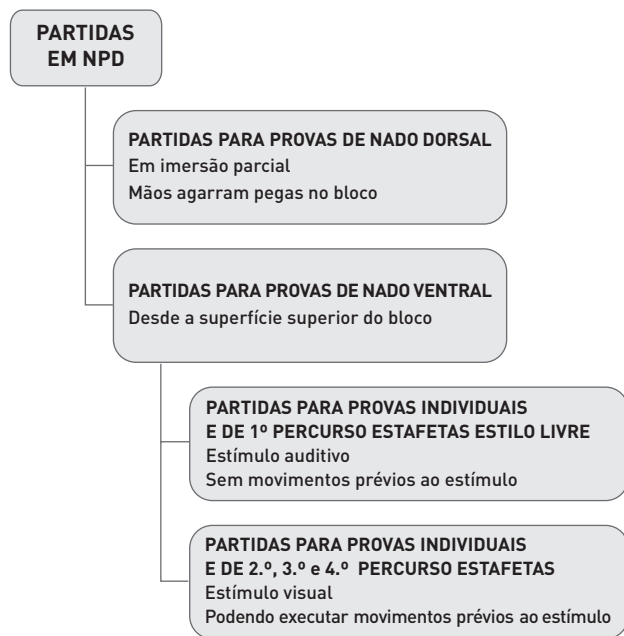 PARTIDAS
EM NPD
PARTIDAS PARA PROVAS DE NADO DORSAL
Em imersão parcial
Mãos agarram pegas no bloco
PARTIDAS PARA PROVAS DE NADO VENTRAL
Desde a superfície superior do bloco
PARTIDAS PARA PROVAS INDIVIDUAIS
E DE 1º PERCURSO ESTAFETAS ESTILO LIVRE
Estímulo auditivo
Sem movimentos prévios ao estímulo
PARTIDAS PARA PROVAS INDIVIDUAIS
E DE 2.º, 3.º e 4.º PERCURSO ESTAFETAS
Estímulo visual
Podendo executar movimentos prévios ao estímulo